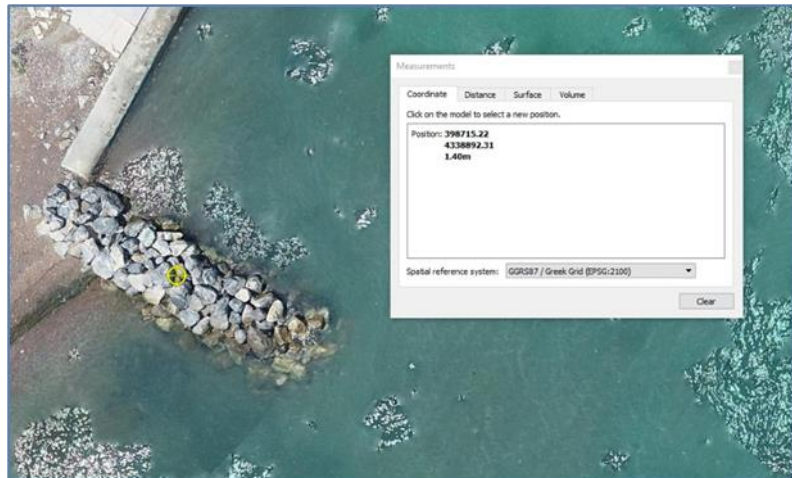 Measurements
Coordinate Distance Surface Volume
Click on the model to select a new position.
Position: 398715.22
4338892.31
1.40m
Spatial reference system: GGRS87 / Greek Grid (EPSG:2100)
Clear